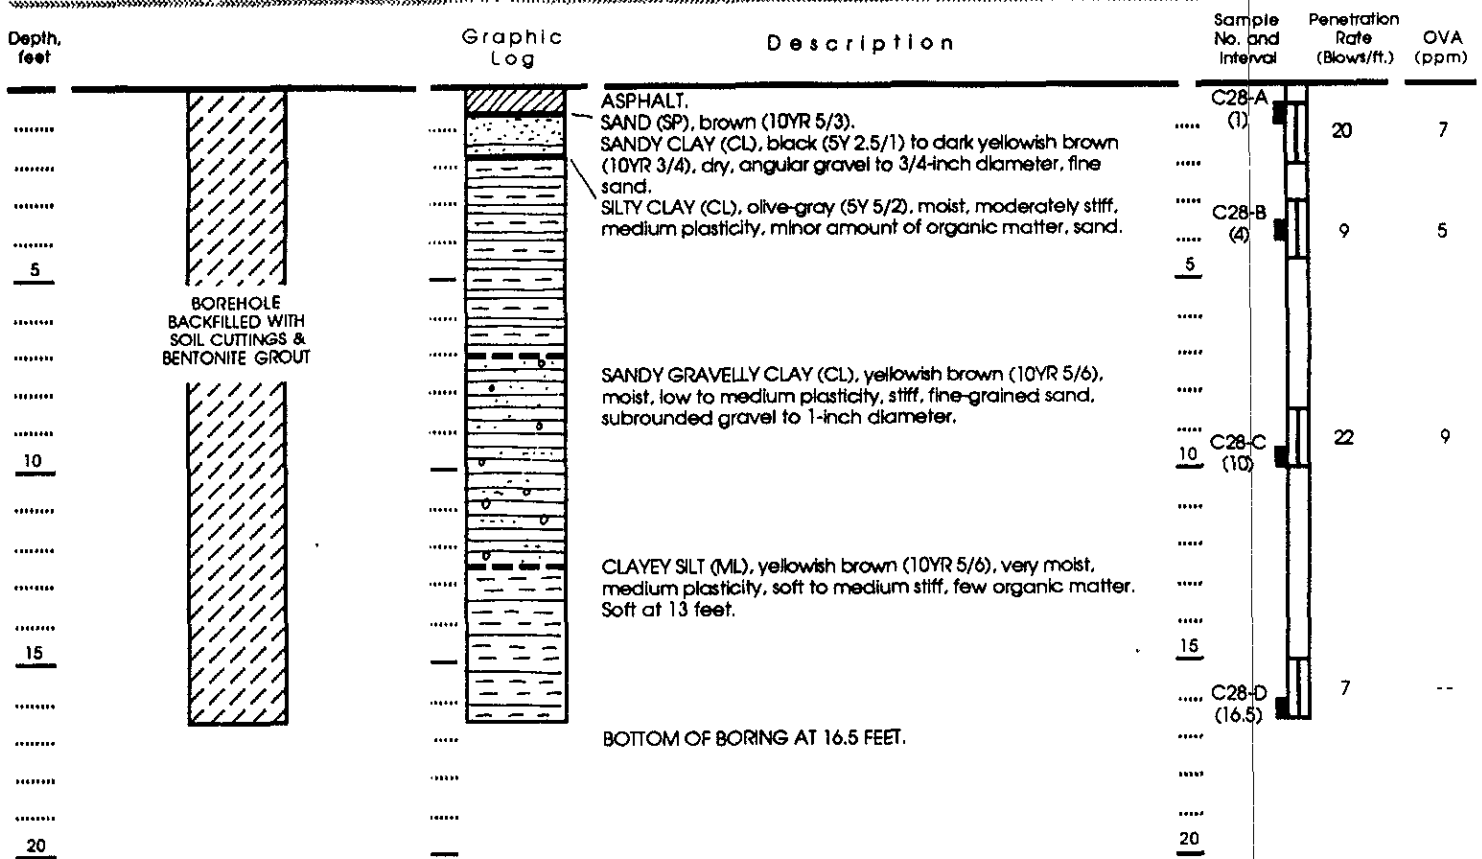 Depth,
feet
Graphic
Log
Description
Sample
No. and
Interval
Penetration
Rate
(Blows/ft.)
OVA
(ppm)
ASPHALT.
SAND (SP), brown (10YR 5/3).
SANDY CLAY (CL), black (5Y 2.5/1) to dark yellowish brown
(10YR 3/4), dry, angular gravel to 3/4-inch diameter, fine
sand.
SILTY CLAY (CL), olive-gray (5Y 5/2), moist, moderately stiff,
medium plasticity, minor amount of organic matter, sand.
C28-A
(1)
20
7
C28-B
(4)
9
5
5
5
BOREHOLE
BACKFILLED WITH
SOIL CUTTINGS &
BENTONITE GROUT
SANDY GRAVELLY CLAY (CL), yellowish brown (10YR 5/6),
moist, low to medium plasticity, stiff, fine-grained sand,
subrounded gravel to 1-inch diameter.
10
10
C28-C
(10)
22
9
CLAYEY SILT (ML), yellowish brown (10YR 5/6), very moist,
medium plasticity, soft to medium stiff, few organic matter.
Soft at 13 feet.
15
15
C28-D
(16.5)
7
--
BOTTOM OF BORING AT 16.5 FEET.
20
20